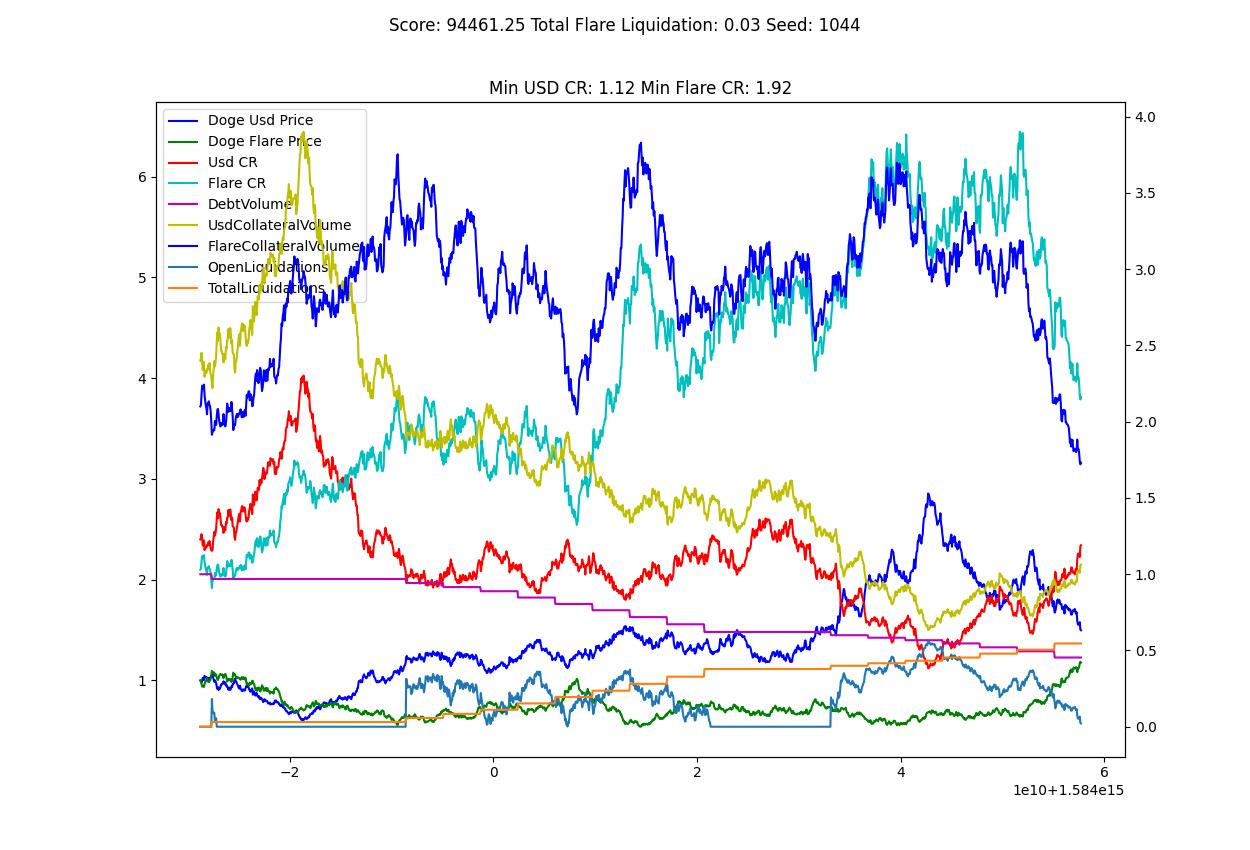 Score: 94461.25 Total Flare Liquidation: 0.03 Seed: 1044
Min USD CR: 1.12 Min Flare CR: 1.92
Doge Usd Price
Doge Flare Price
Usd CR
Flare CR
DebtVolume
UsdCollateralVolume
FlareCollateralVolume
OpenLiquidations
TotalLiquidations
6
5
4
3
2
1
4.0
3.5
3.0
2.5
2.0
1.5
1.0
0.5
0.0
−2
0
2
4
6
1e10+1.584e15